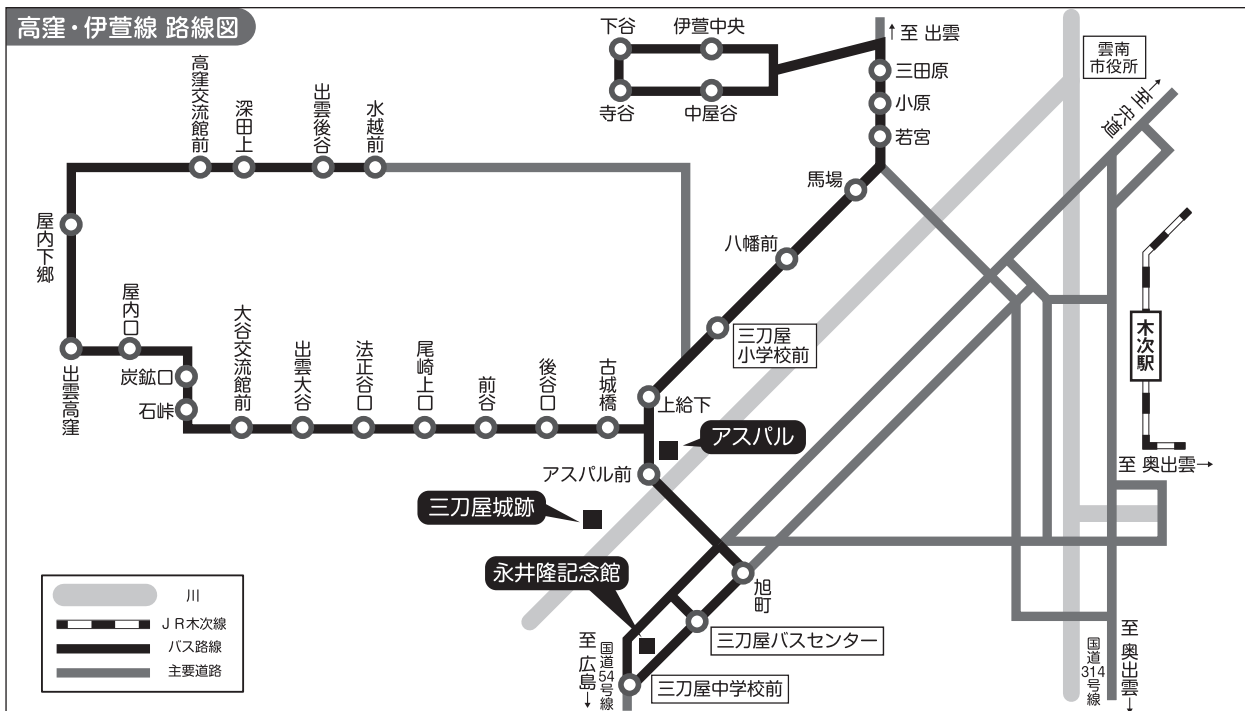 高窪・伊萱線 路線図
下谷
伊萱中央
↑至 出雲
雲南
市役所
寺谷
中屋谷
三田原
小原
若宮
←至 宍道
高窪交流館前
深田上
出雲後谷
水越前
馬場
八幡前
三刀屋
小学校前
屋内下郷
屋内口
出雲高窪
炭鉱口
石峠
大谷交流館前
出雲大谷
法正谷口
尾崎上口
前谷
後谷口
古城橋
上給下
木次駅
アスパル
アスパル前
至 奥出雲→
三刀屋城跡
永井隆記念館
旭町
三刀屋バスセンター
三刀屋中学校前
至 広島→
国道54号線
国道314号線
至 奥出雲→
川
JR木次線
バス路線
主要道路